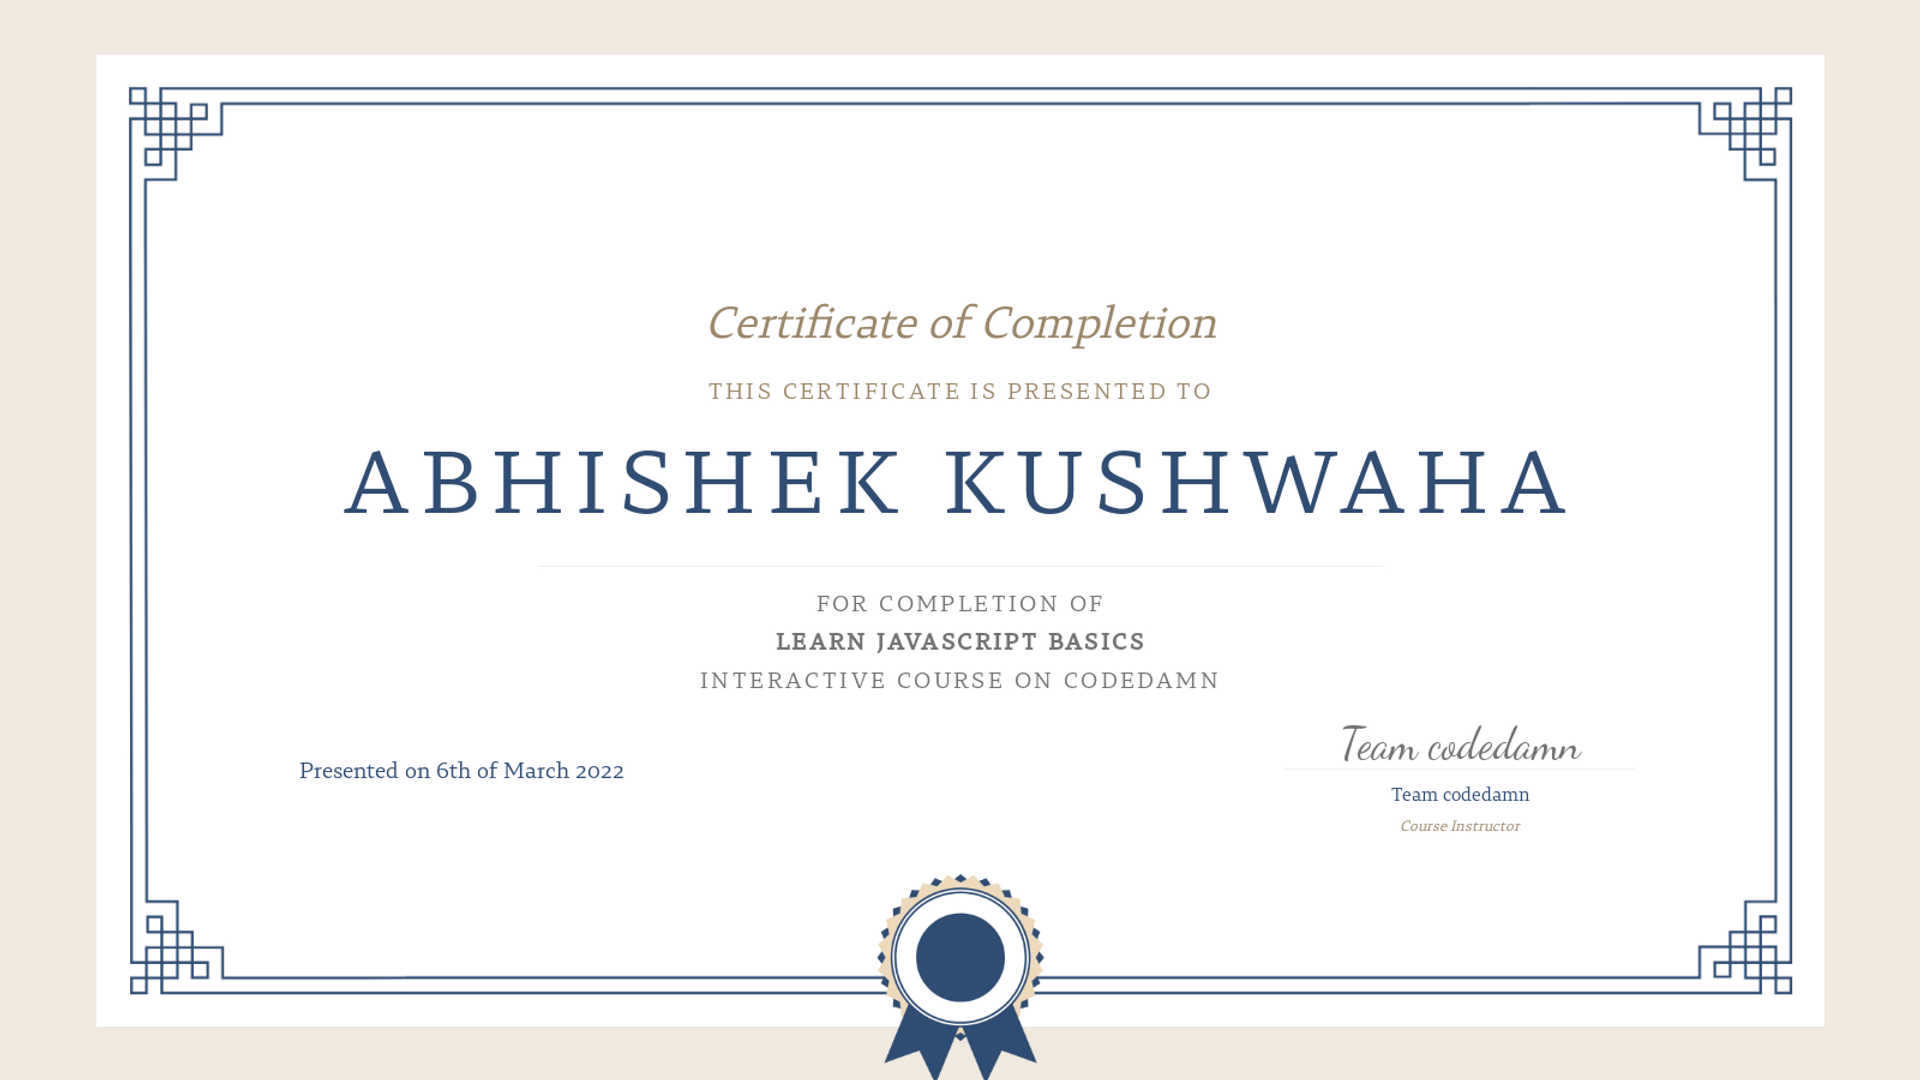 Certificate of Completion
THIS CERTIFICATE IS PRESENTED TO
ABHISHEK KUSHWAHA
FOR COMPLETION OF
LEARN JAVASCRIPT BASICS
INTERACTIVE COURSE ON CODEDAMN
Presented on 6th of March 2022
Team codedamn
Team codedamn
Course Instructor